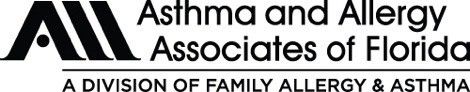 Asthma and Allergy
Associates of Florida
A DIVISION OF FAMILY ALLERGY & ASTHMA